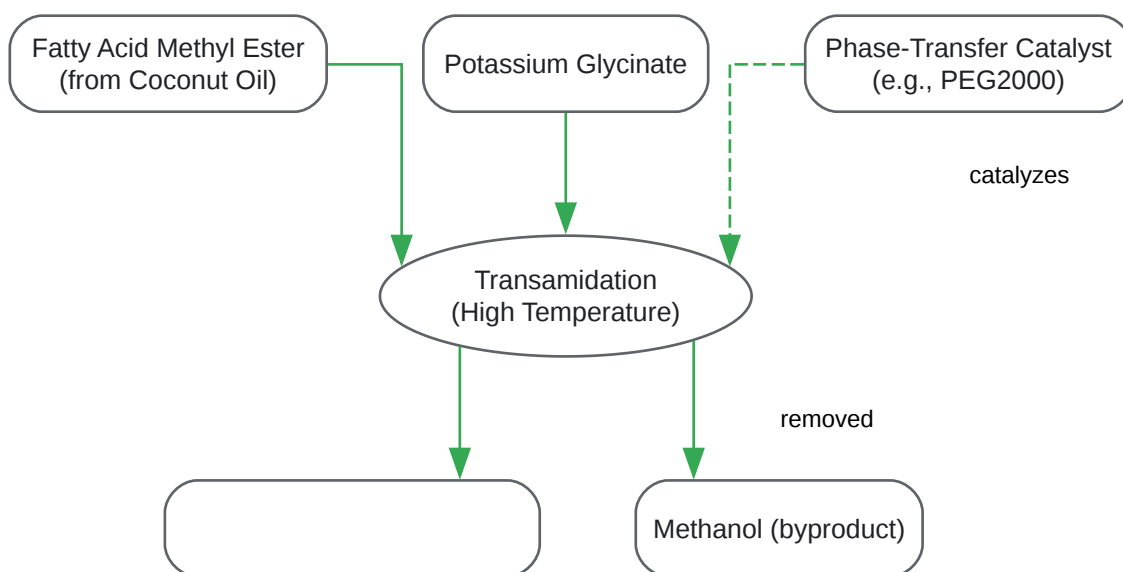 Fatty Acid Methyl Ester
(from Coconut Oil)
Potassium Glycinate
Phase-Transfer Catalyst
(e.g., PEG2000)
catalyzes
Transamidation
(High Temperature)
removed
Methanol (byproduct)